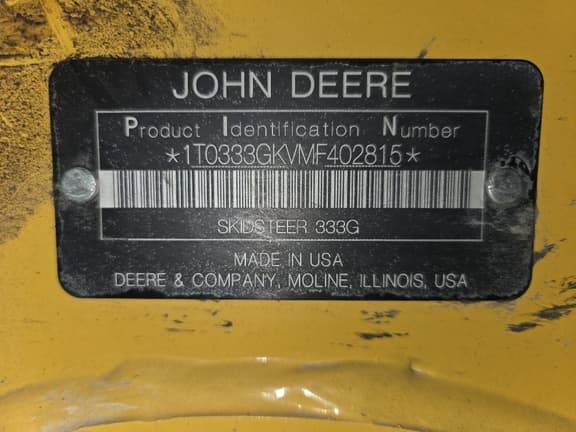 JOHN DEERE
Product Identification Number
*1T0333GKVMF402815*
SKIDSTEER 333G
MADE IN USA
DEERE & COMPANY, MOLINE, ILLINOIS, USA